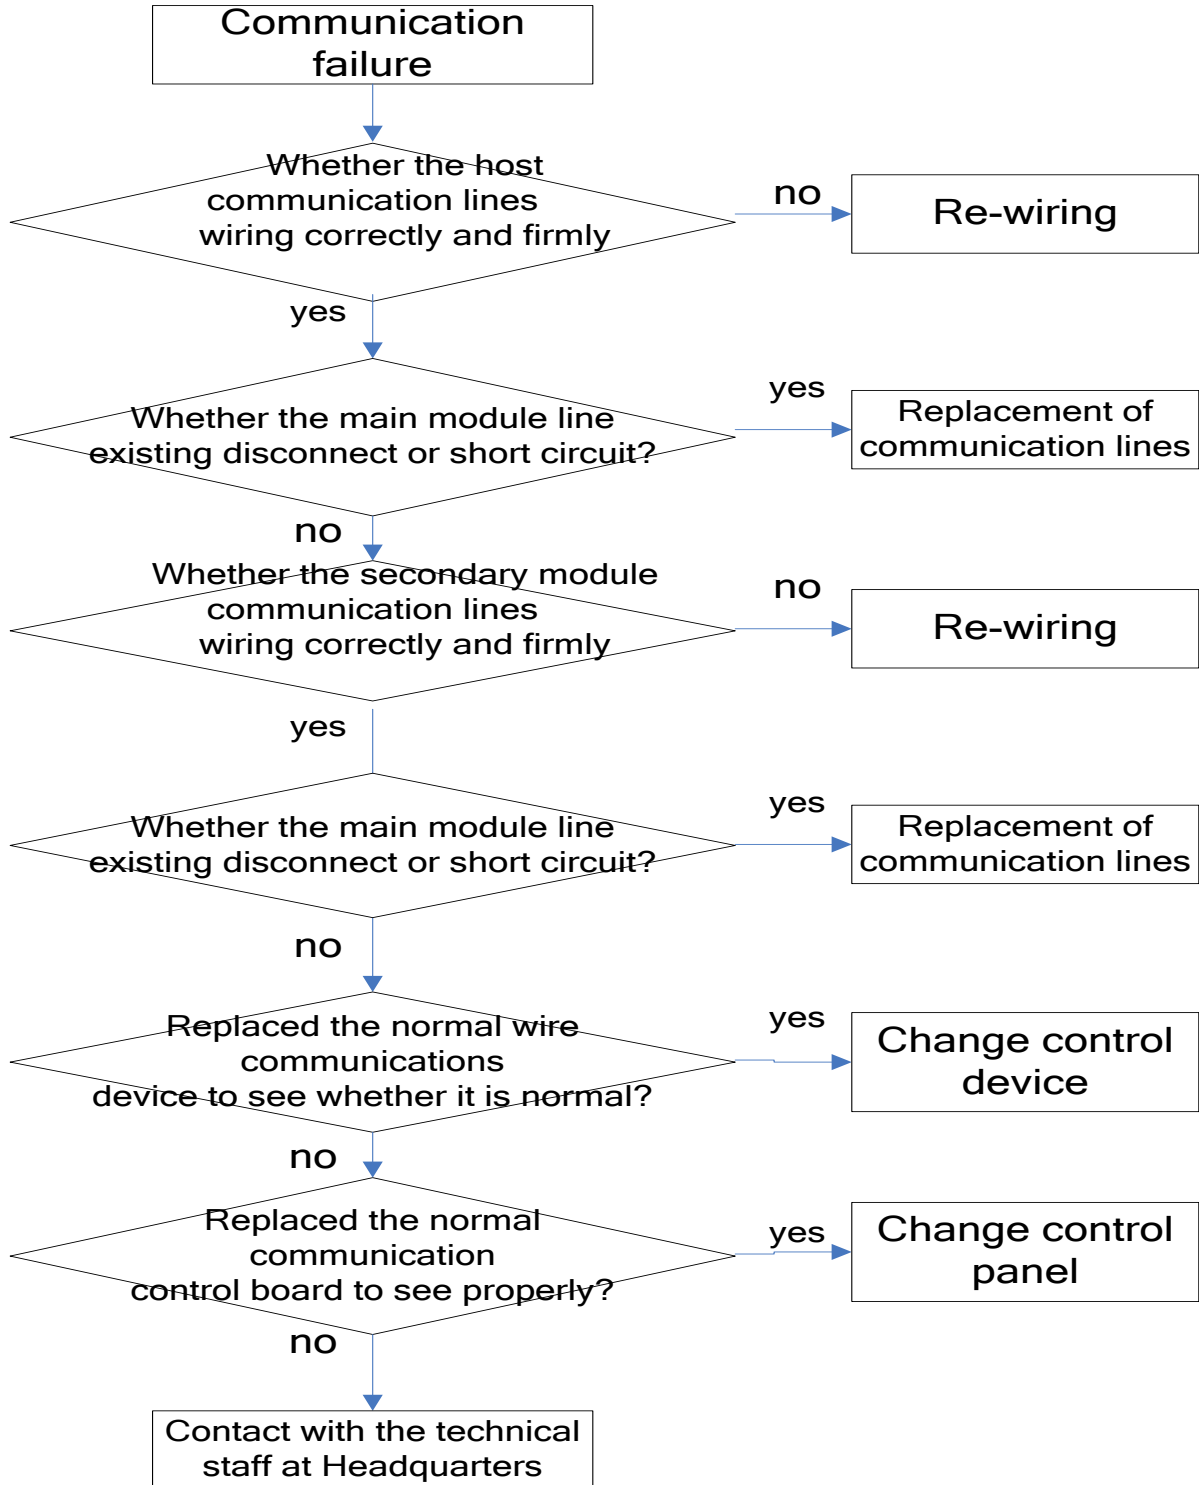 Communication
failure
Whether the host
communication lines
wiring correctly and firmly
no
Re-wiring
yes
Whether the main module line
existing disconnect or short circuit?
yes
Replacement of
communication lines
no
Whether the secondary module
communication lines
wiring correctly and firmly
no
Re-wiring
yes
Whether the main module line
existing disconnect or short circuit?
yes
Replacement of
communication lines
no
Replaced the normal wire
communications
device to see whether it is normal?
yes
Change control
device
no
Replaced the normal
communication
control board to see properly?
yes
Change control
panel
no
Contact with the technical
staff at Headquarters